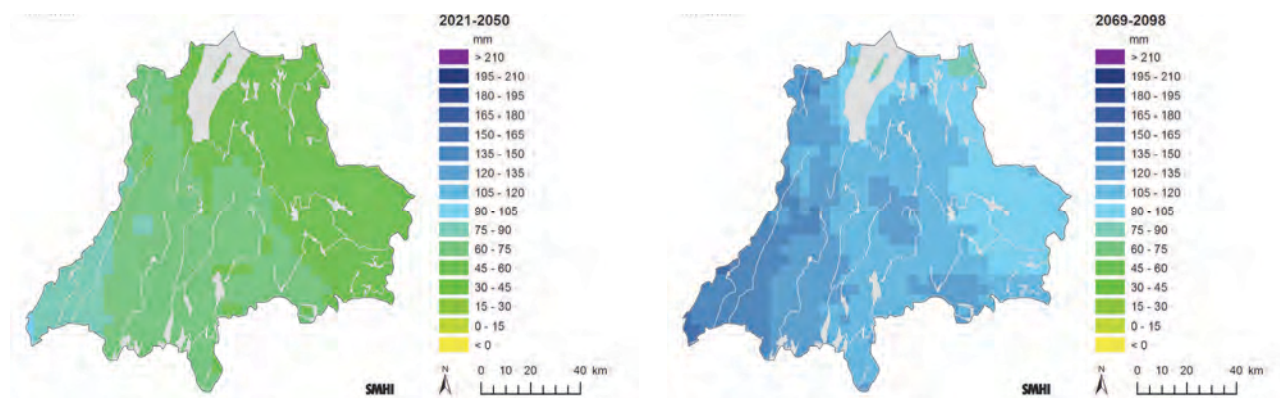 2021-2050
mm
> 210
195 - 210
180 - 195
165 - 180
150 - 165
135 - 150
120 - 135
105 - 120
90 - 105
75 - 90
60 - 75
45 - 60
30 - 45
15 - 30
0 - 15
< 0
N
0 10 20 40 km
SMHI
2069-2098
mm
> 210
195 - 210
180 - 195
165 - 180
150 - 165
135 - 150
120 - 135
105 - 120
90 - 105
75 - 90
60 - 75
45 - 60
30 - 45
15 - 30
0 - 15
< 0
N
0 10 20 40 km
SMHI